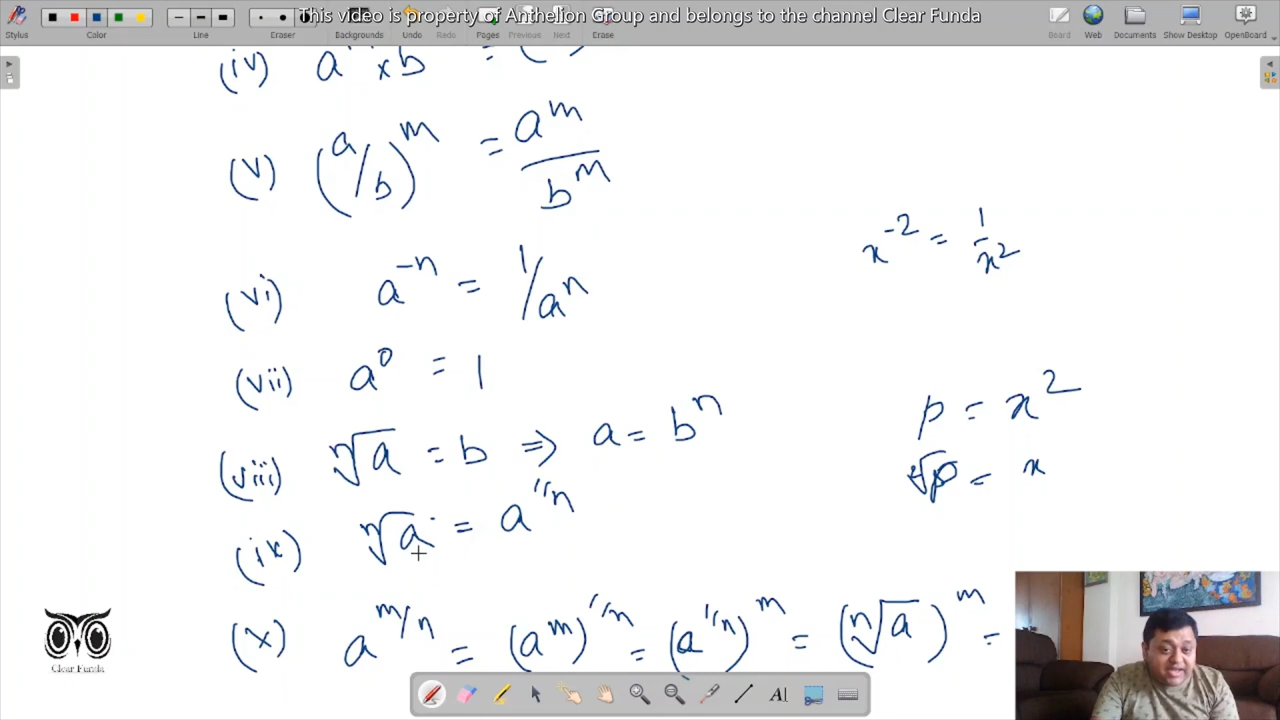 This video is property of Anthelion Group and belongs to the channel Clear Funda
Stylus Color Line Eraser Backgrounds Undo Redo Pages Previous Next Erase Board Web Documents Show Desktop OpenBoard
(iv) a × b = (
(v) (a/b)^m = a^m / b^m
x^-2 = 1/x^2
(vi) a^-n = 1/a^n
(vii) a^0 = 1
p = x^2
(viii) ⁿ√a = b ⇒ a = b^n
√p = x
(ix) ⁿ√a = a^1/n
(x) a^m/n = (a^m)^1/n = (a^1/n)^m = (ⁿ√a)^m =
Clear Funda
AI